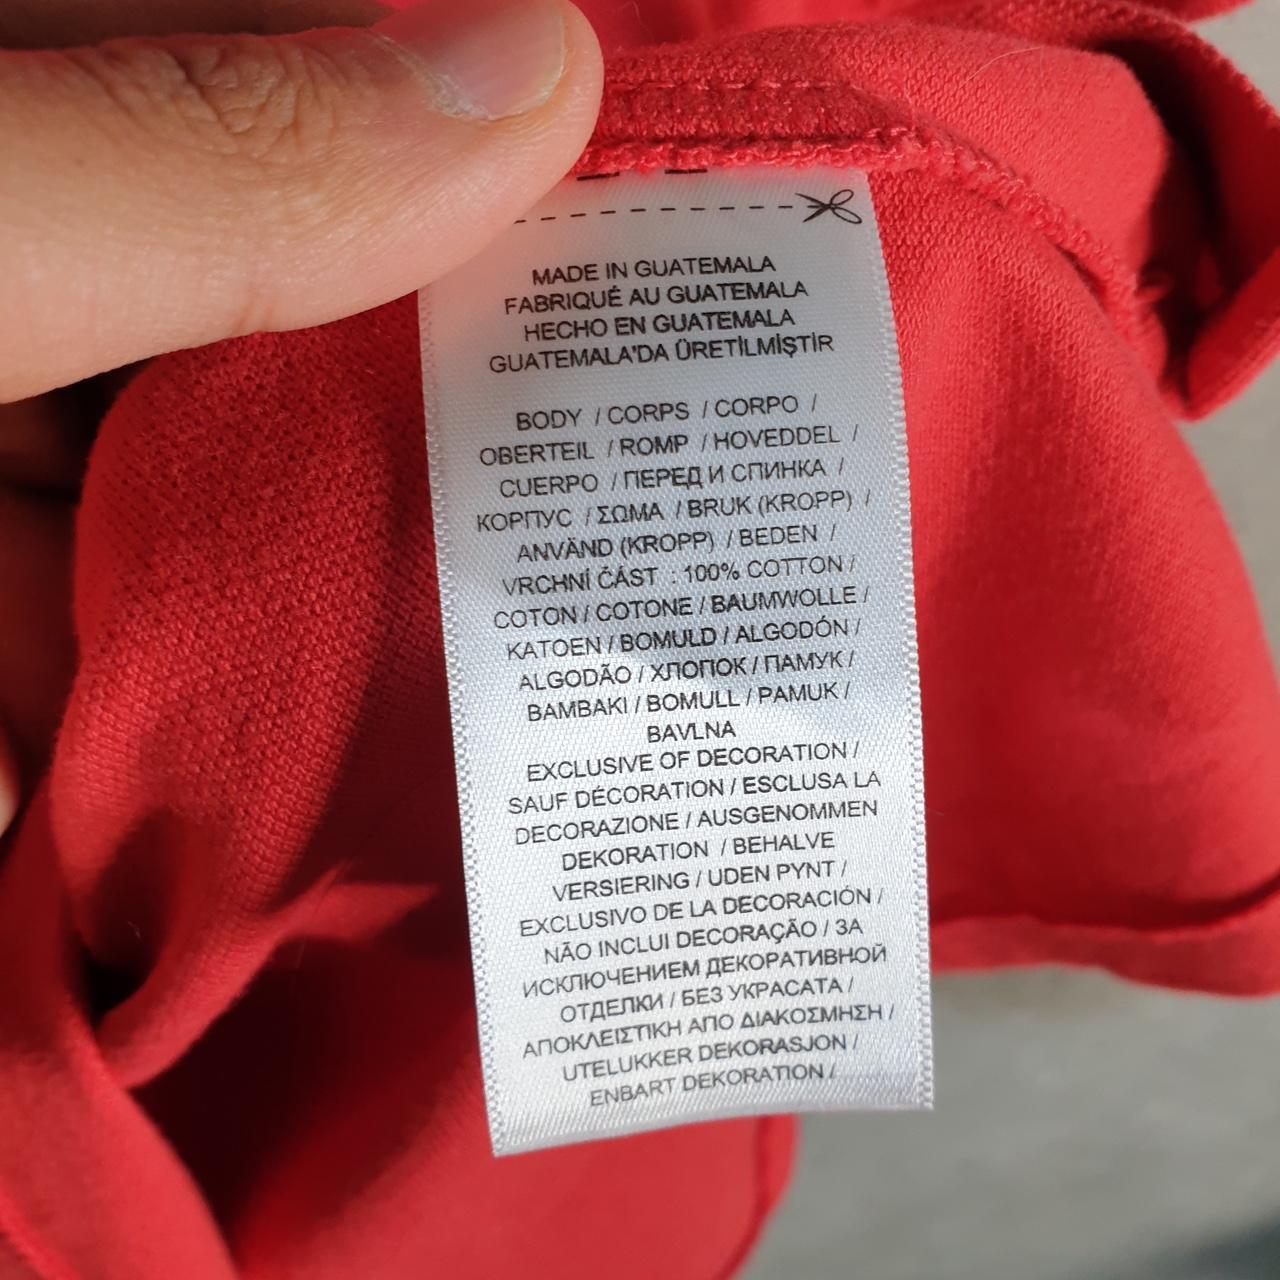 MADE IN GUATEMALA
FABRIQUÉ AU GUATEMALA
HECHO EN GUATEMALA
GUATEMALA'DA ÜRETİLMİŞTİR
BODY / CORPS / CORPO /
OBERTEIL / ROMP / HOVEDDEL /
CUERPO / ПЕРЕД И СПИНКА /
КОРПУС / ΣΩΜΑ / BRUK (KROPP) /
ANVÄND (KROPP) / BEDEN /
VRCHNÍ ČÁST : 100% COTTON /
COTON / COTONE / BAUMWOLLE /
KATOEN / BOMULD / ALGODÓN /
ALGODÃO / ХЛОПОК / ПАМУК /
BAMBAKI / BOMULL / PAMUK /
BAVLNA
EXCLUSIVE OF DECORATION /
SAUF DÉCORATION / ESCLUSA LA
DECORAZIONE / AUSGENOMMEN
DEKORATION / BEHALVE
VERSIERING / UDEN PYNT /
EXCLUSIVO DE LA DECORACIÓN /
NÃO INCLUI DECORAÇÃO / ЗА
ИСКЛЮЧЕНИЕМ ДЕКОРАТИВНОЙ
ОТДЕЛКИ / БЕЗ УКРАСАТА /
ΑΠΟΚΛΕΙΣΤΙΚΗ ΑΠΟ ΔΙΑΚΟΣΜΗΣΗ /
UTELUKKER DEKORASJON /
ENBART DEKORATION /